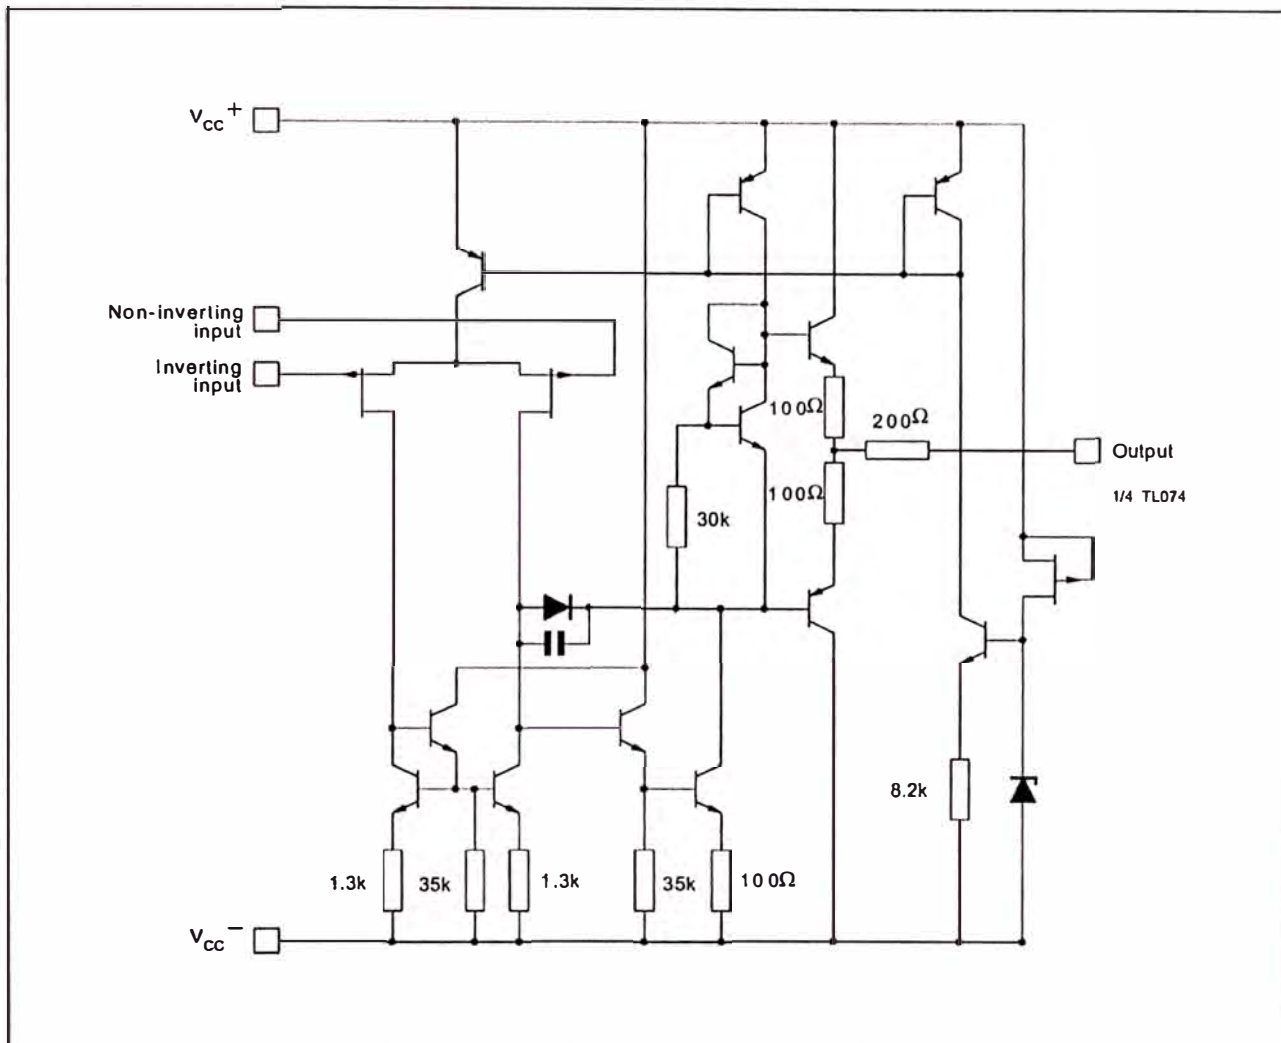 Vcc+
Non-inverting
input
Inverting
input
100Ω
200Ω
Output
100Ω
1/4 TL074
30k
8.2k
1.3k
35k
1.3k
35k
100Ω
Vcc−